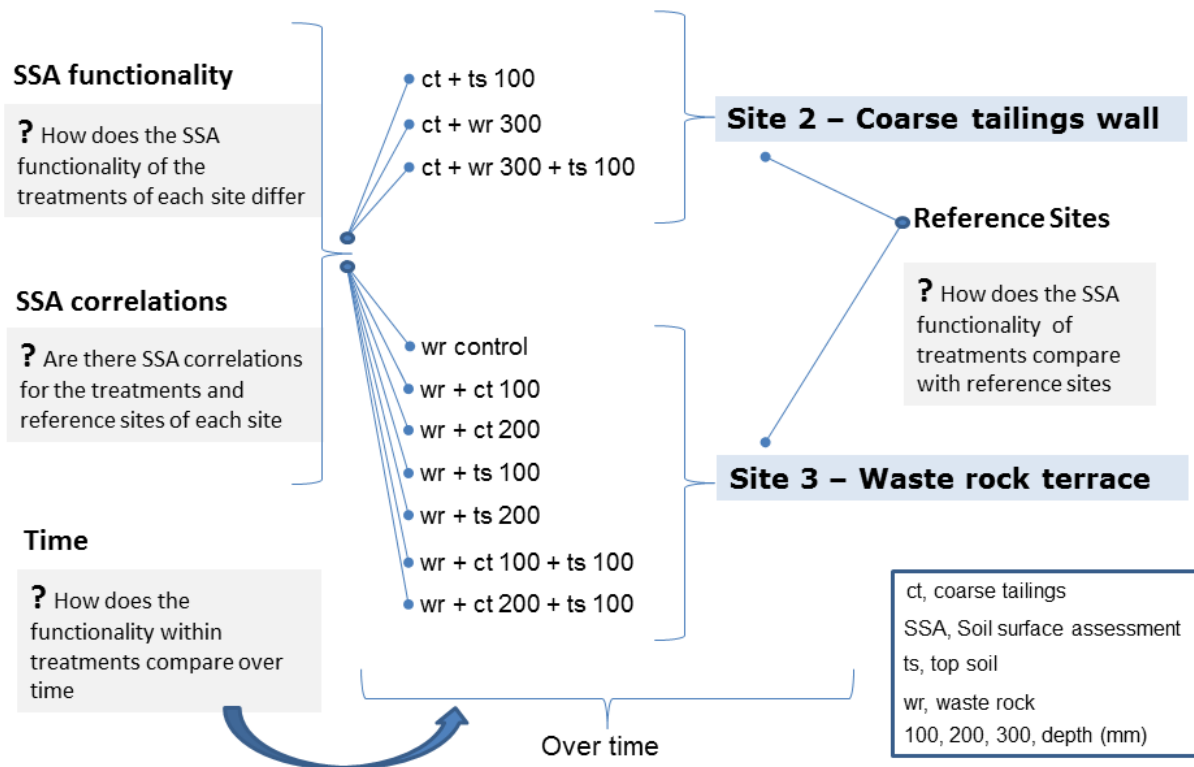 SSA functionality
? How does the SSA
functionality of the
treatments of each site differ
SSA correlations
? Are there SSA correlations
for the treatments and
reference sites of each site
Time
? How does the
functionality within
treatments compare over
time
ct + ts 100
ct + wr 300
ct + wr 300 + ts 100
wr control
wr + ct 100
wr + ct 200
wr + ts 100
wr + ts 200
wr + ct 100 + ts 100
wr + ct 200 + ts 100
Over time
Site 2 – Coarse tailings wall
Reference Sites
? How does the SSA
functionality of
treatments compare
with reference sites
Site 3 – Waste rock terrace
ct, coarse tailings
SSA, Soil surface assessment
ts, top soil
wr, waste rock
100, 200, 300, depth (mm)